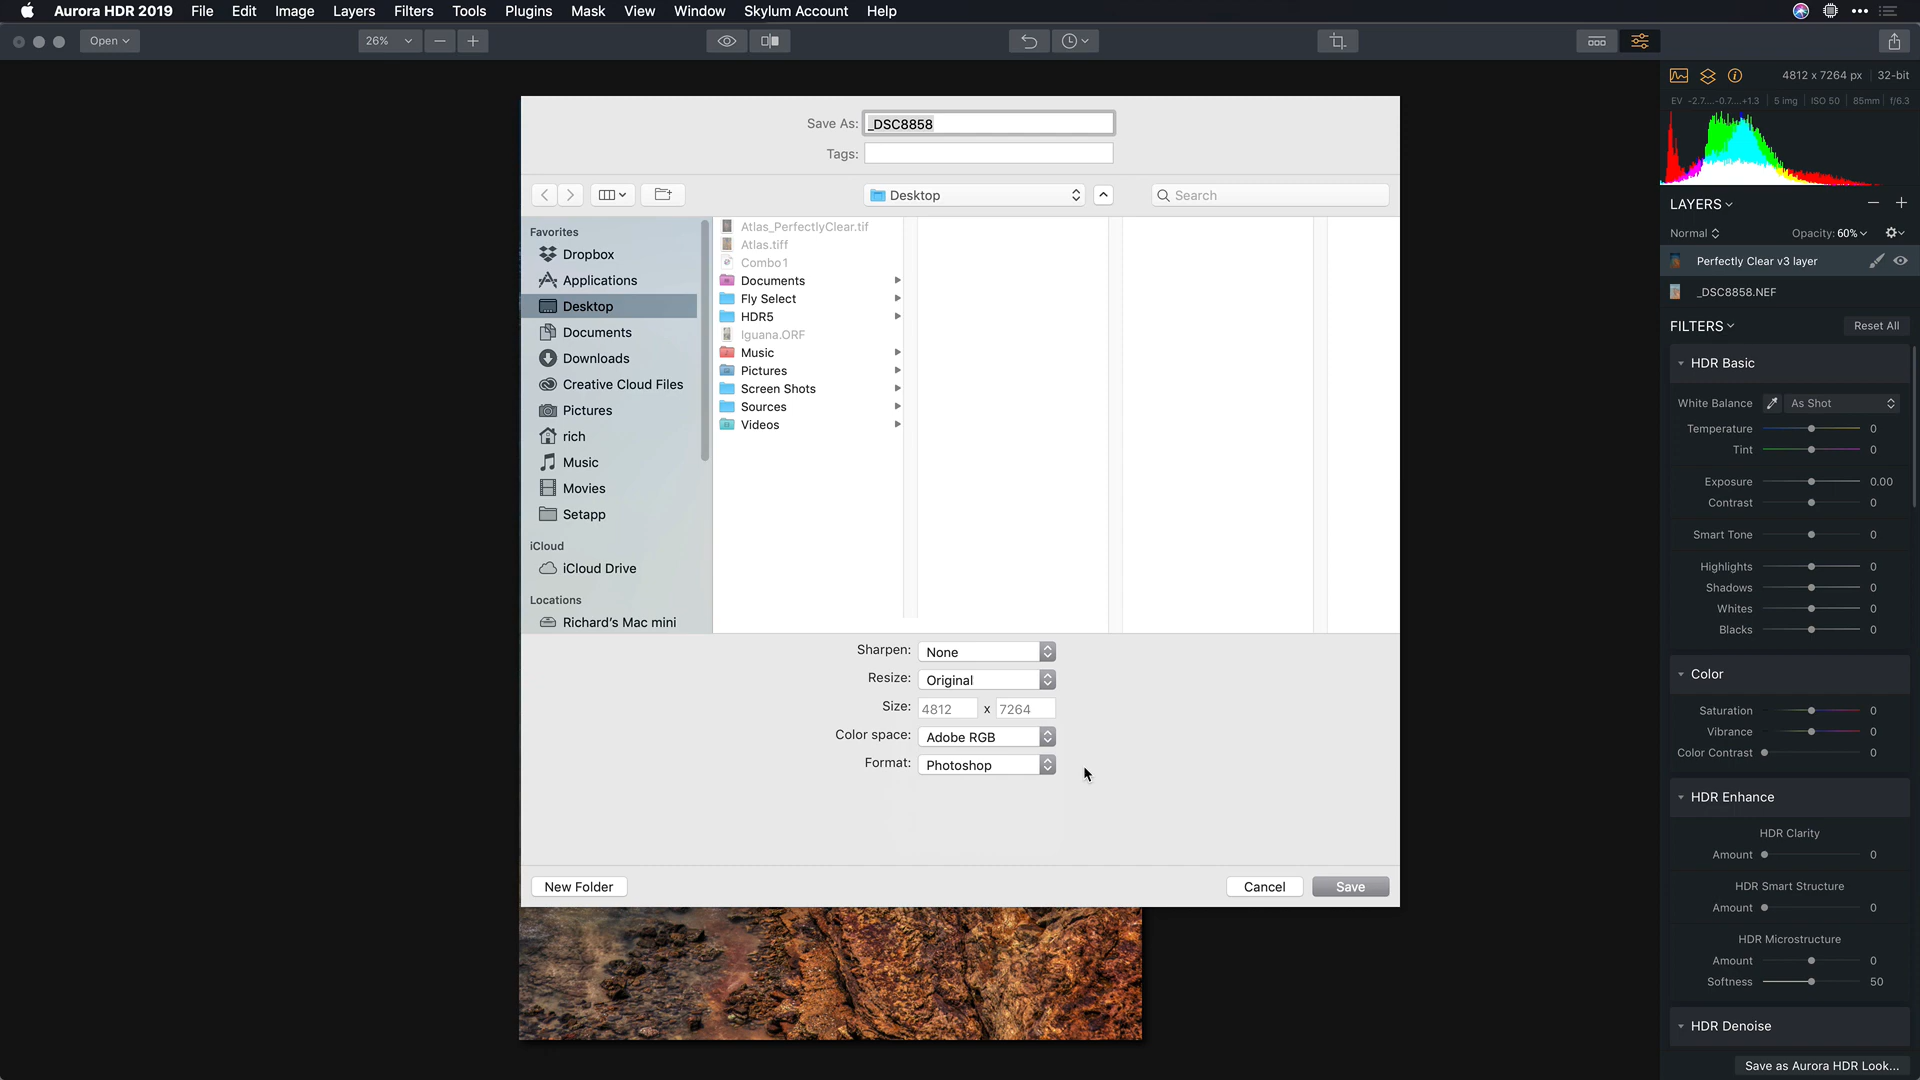 Aurora HDR 2019 File Edit Image Layers Filters Tools Plugins Mask View Window Skylum Account Help
Open 26%
4812 x 7264 px 32-bit
EV -2.7....-0.7....+1.3 5 img ISO 50 85mm f/6.3
Save As: _DSC8858
Tags:
Desktop Search
Favorites
Dropbox
Applications
Desktop
Documents
Downloads
Creative Cloud Files
Pictures
rich
Music
Movies
Setapp
iCloud
iCloud Drive
Locations
Richard's Mac mini
Atlas_PerfectlyClear.tif
Atlas.tiff
Combo1
Documents
Fly Select
HDR5
Iguana.ORF
Music
Pictures
Screen Shots
Sources
Videos
Sharpen: None
Resize: Original
Size: 4812 x 7264
Color space: Adobe RGB
Format: Photoshop
New Folder Cancel Save
LAYERS
Normal Opacity: 60%
Perfectly Clear v3 layer
_DSC8858.NEF
FILTERS Reset All
HDR Basic
White Balance As Shot
Temperature 0
Tint 0
Exposure 0.00
Contrast 0
Smart Tone 0
Highlights 0
Shadows 0
Whites 0
Blacks 0
Color
Saturation 0
Vibrance 0
Color Contrast 0
HDR Enhance
HDR Clarity
Amount 0
HDR Smart Structure
Amount 0
HDR Microstructure
Amount 0
Softness 50
HDR Denoise
Save as Aurora HDR Look...